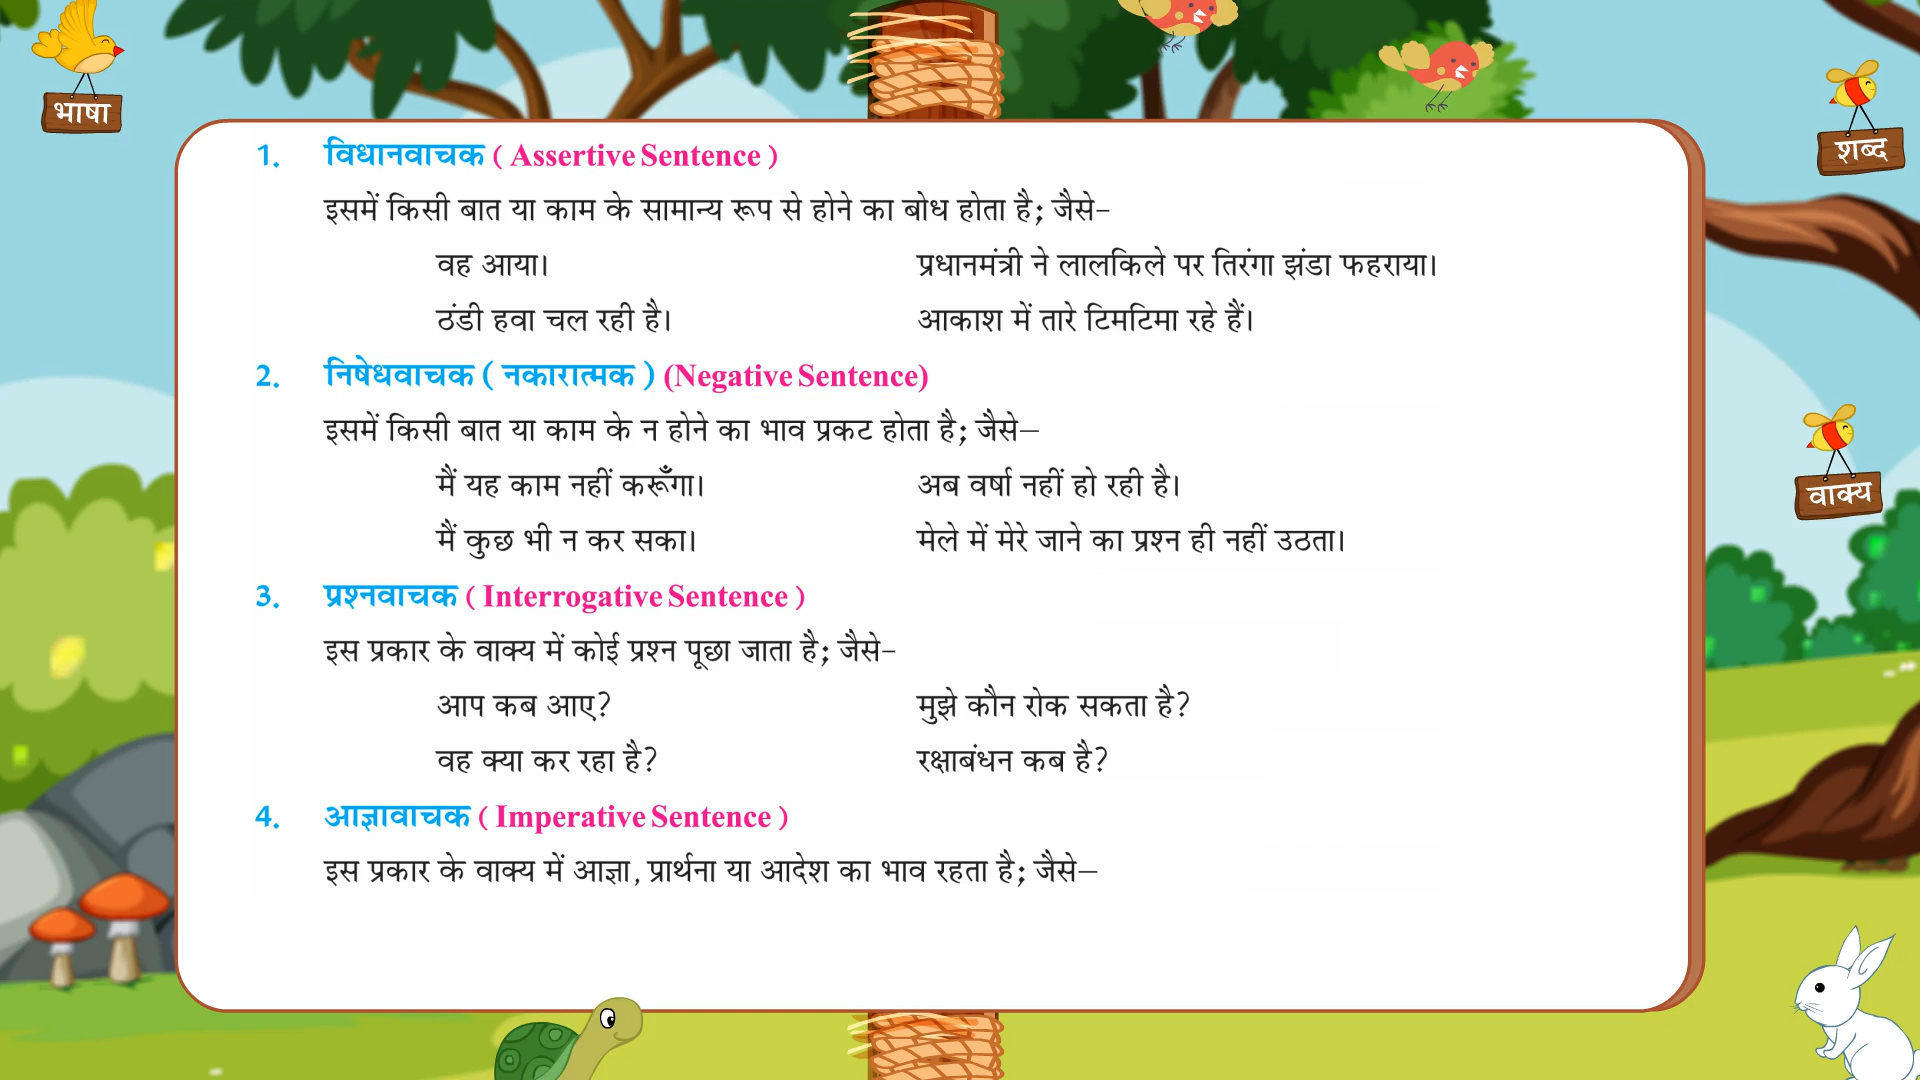 भाषा
शब्द
वाक्य
1. विधानवाचक ( Assertive Sentence )
इसमें किसी बात या काम के सामान्य रूप से होने का बोध होता है; जैसे-
वह आया। प्रधानमंत्री ने लालकिले पर तिरंगा झंडा फहराया।
ठंडी हवा चल रही है। आकाश में तारे टिमटिमा रहे हैं।
2. निषेधवाचक ( नकारात्मक ) (Negative Sentence)
इसमें किसी बात या काम के न होने का भाव प्रकट होता है; जैसे–
मैं यह काम नहीं करूँगा। अब वर्षा नहीं हो रही है।
मैं कुछ भी न कर सका। मेले में मेरे जाने का प्रश्न ही नहीं उठता।
3. प्रश्नवाचक ( Interrogative Sentence )
इस प्रकार के वाक्य में कोई प्रश्न पूछा जाता है; जैसे-
आप कब आए? मुझे कौन रोक सकता है?
वह क्या कर रहा है? रक्षाबंधन कब है?
4. आज्ञावाचक ( Imperative Sentence )
इस प्रकार के वाक्य में आज्ञा, प्रार्थना या आदेश का भाव रहता है; जैसे–